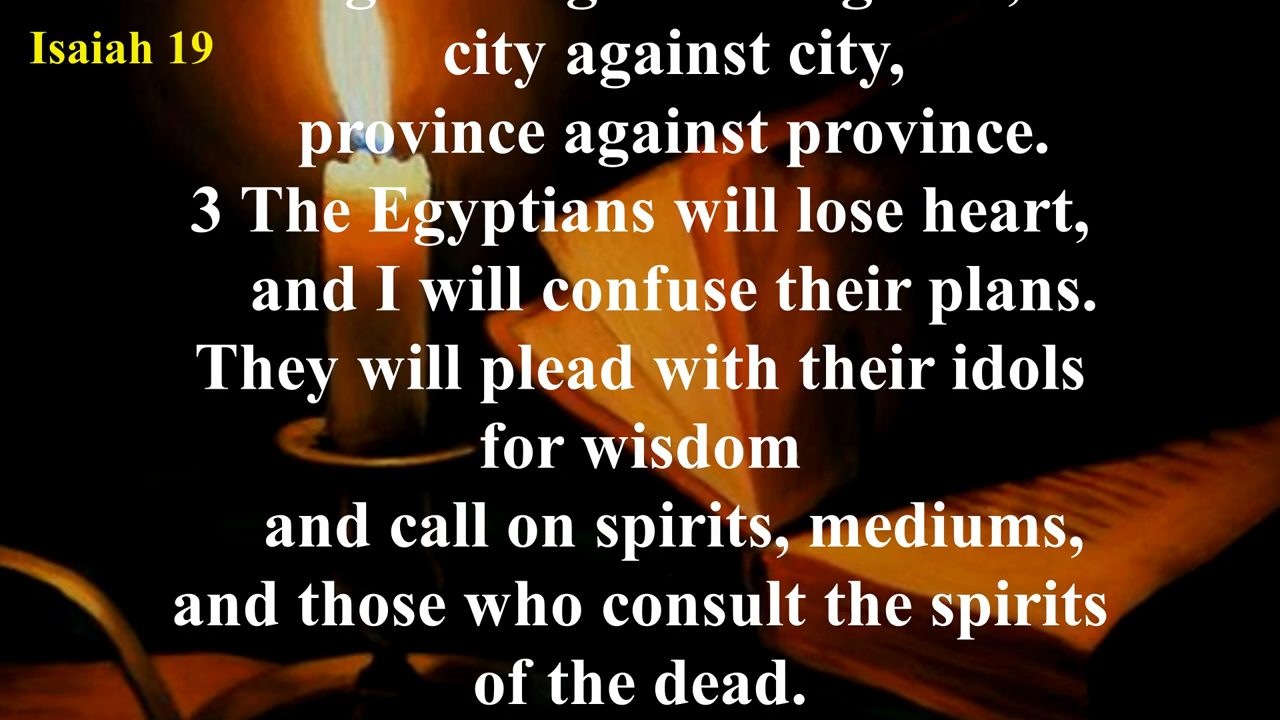 Isaiah 19
city against city,
province against province.
3 The Egyptians will lose heart,
and I will confuse their plans.
They will plead with their idols
for wisdom
and call on spirits, mediums,
and those who consult the spirits
of the dead.